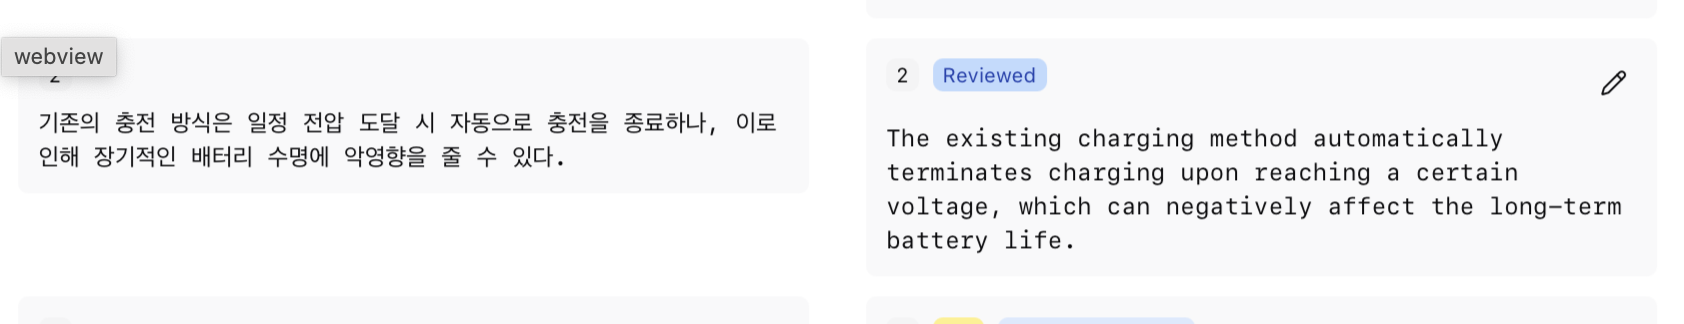 webview
2
기존의 충전 방식은 일정 전압 도달 시 자동으로 충전을 종료하나, 이로
인해 장기적인 배터리 수명에 악영향을 줄 수 있다.
2 Reviewed
The existing charging method automatically
terminates charging upon reaching a certain
voltage, which can negatively affect the long-term
battery life.